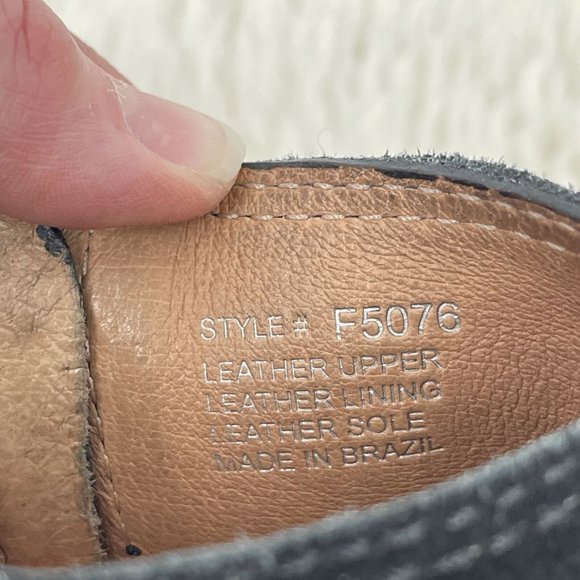 STYLE # F5076
LEATHER UPPER
LEATHER LINING
LEATHER SOLE
MADE IN BRAZIL